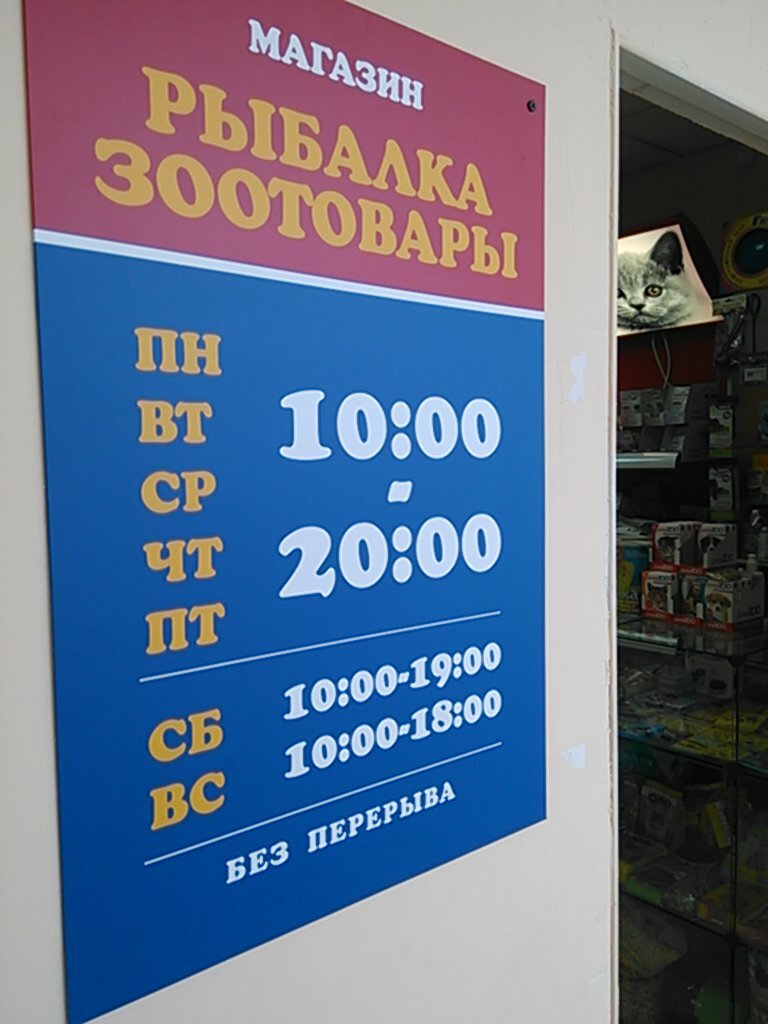 МАГАЗИН
РЫБАЛКА
ЗООТОВАРЫ
ПН
ВТ
СР
ЧТ
ПТ
10:00
-
20:00
СБ 10:00-19:00
ВС 10:00-18:00
БЕЗ ПЕРЕРЫВА